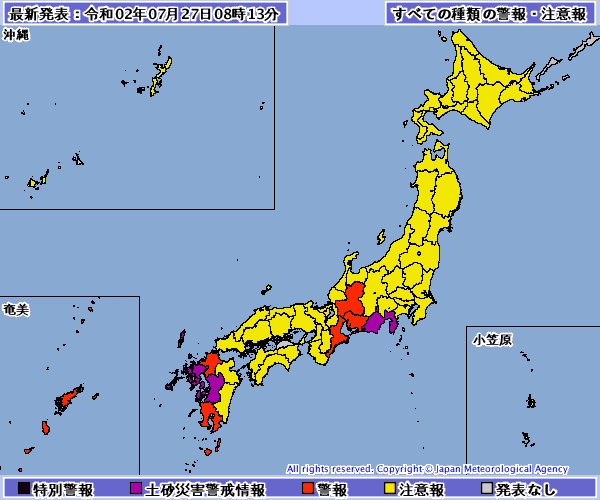 最新発表：令和02年07月27日08時13分
すべての種類の警報・注意報
沖縄
奄美
小笠原
All rights reserved. Copyright © Japan Meteorological Agency
特別警報 土砂災害警戒情報 警報 注意報 発表なし